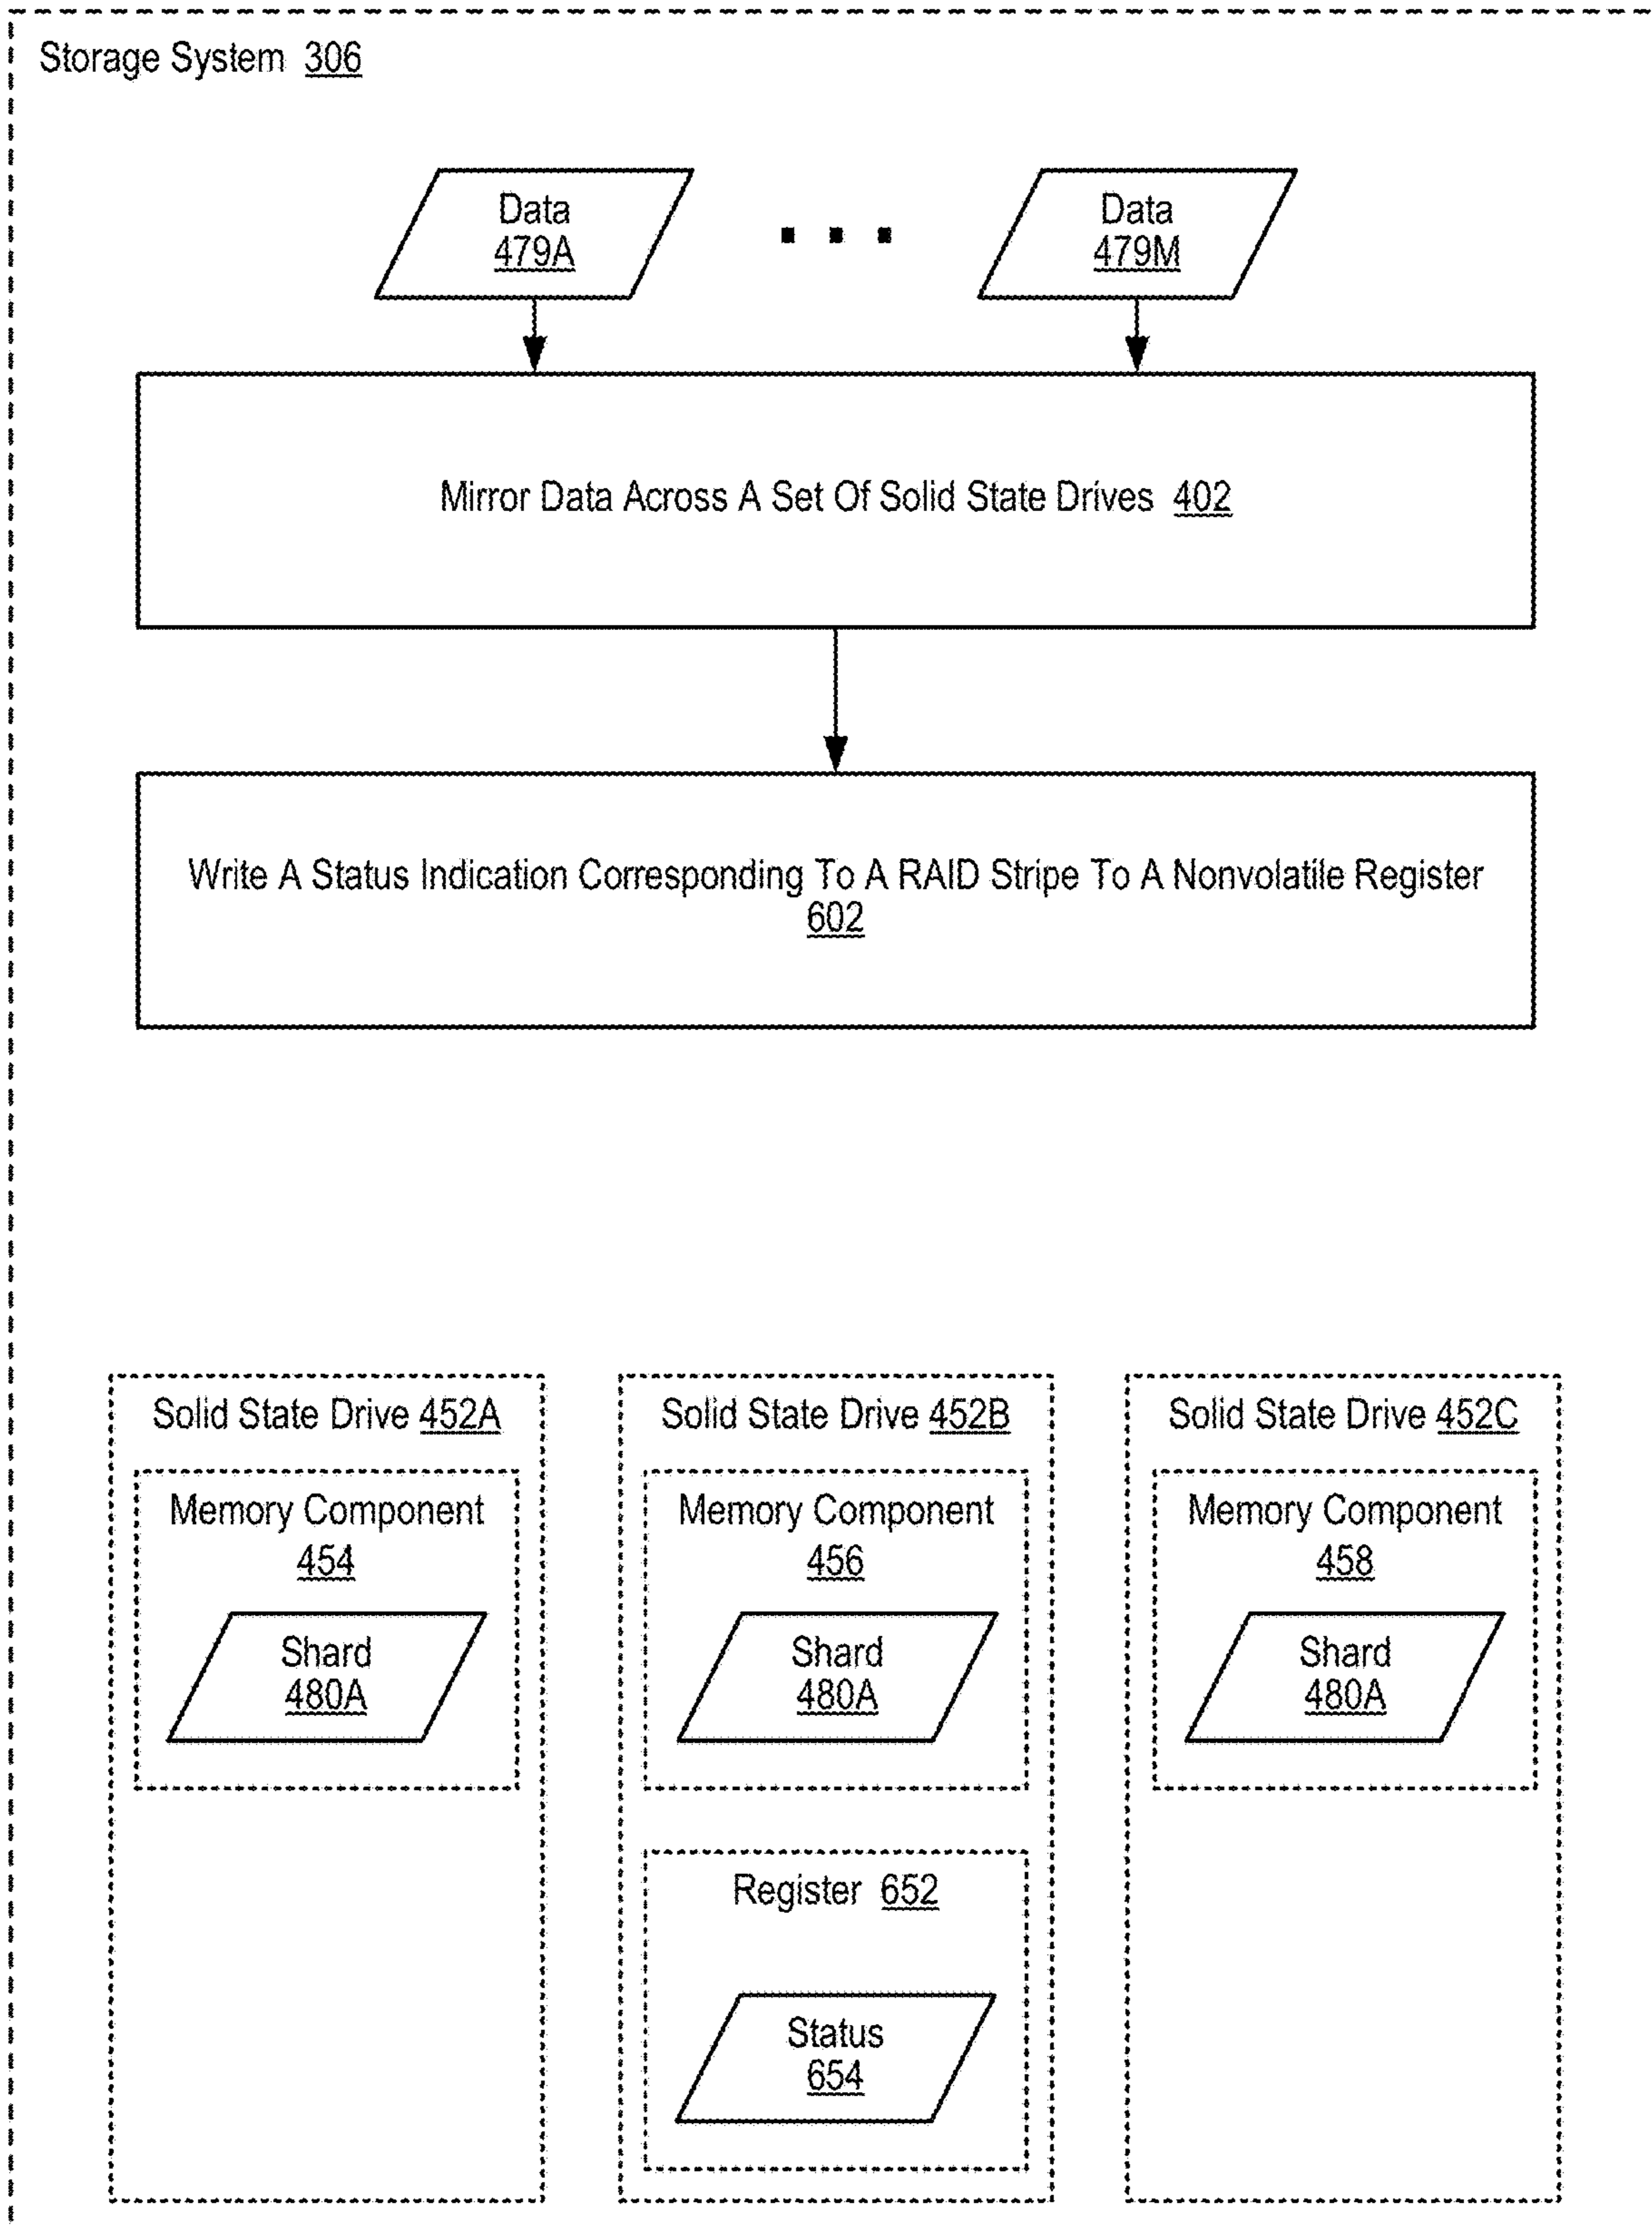 Storage System 306
Data
479A
Data
479M
Mirror Data Across A Set Of Solid State Drives 402
Write A Status Indication Corresponding To A RAID Stripe To A Nonvolatile Register
602
Solid State Drive 452A
Memory Component
454
Shard
480A
Solid State Drive 452B
Memory Component
456
Shard
480A
Register 652
Status
654
Solid State Drive 452C
Memory Component
458
Shard
480A